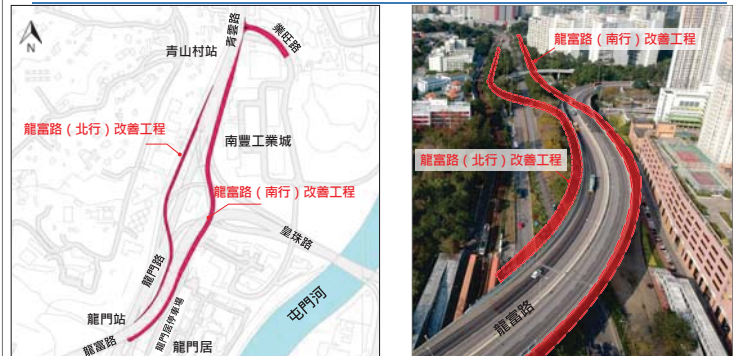 N
青山村站
青雲路
業旺路
龍富路（北行）改善工程
南豐工業城
龍富路（南行）改善工程
皇珠路
龍門路
屯門河
龍門站
龍門居停車場
龍富路
龍門居
龍富路（南行）改善工程
龍富路（北行）改善工程
龍富路